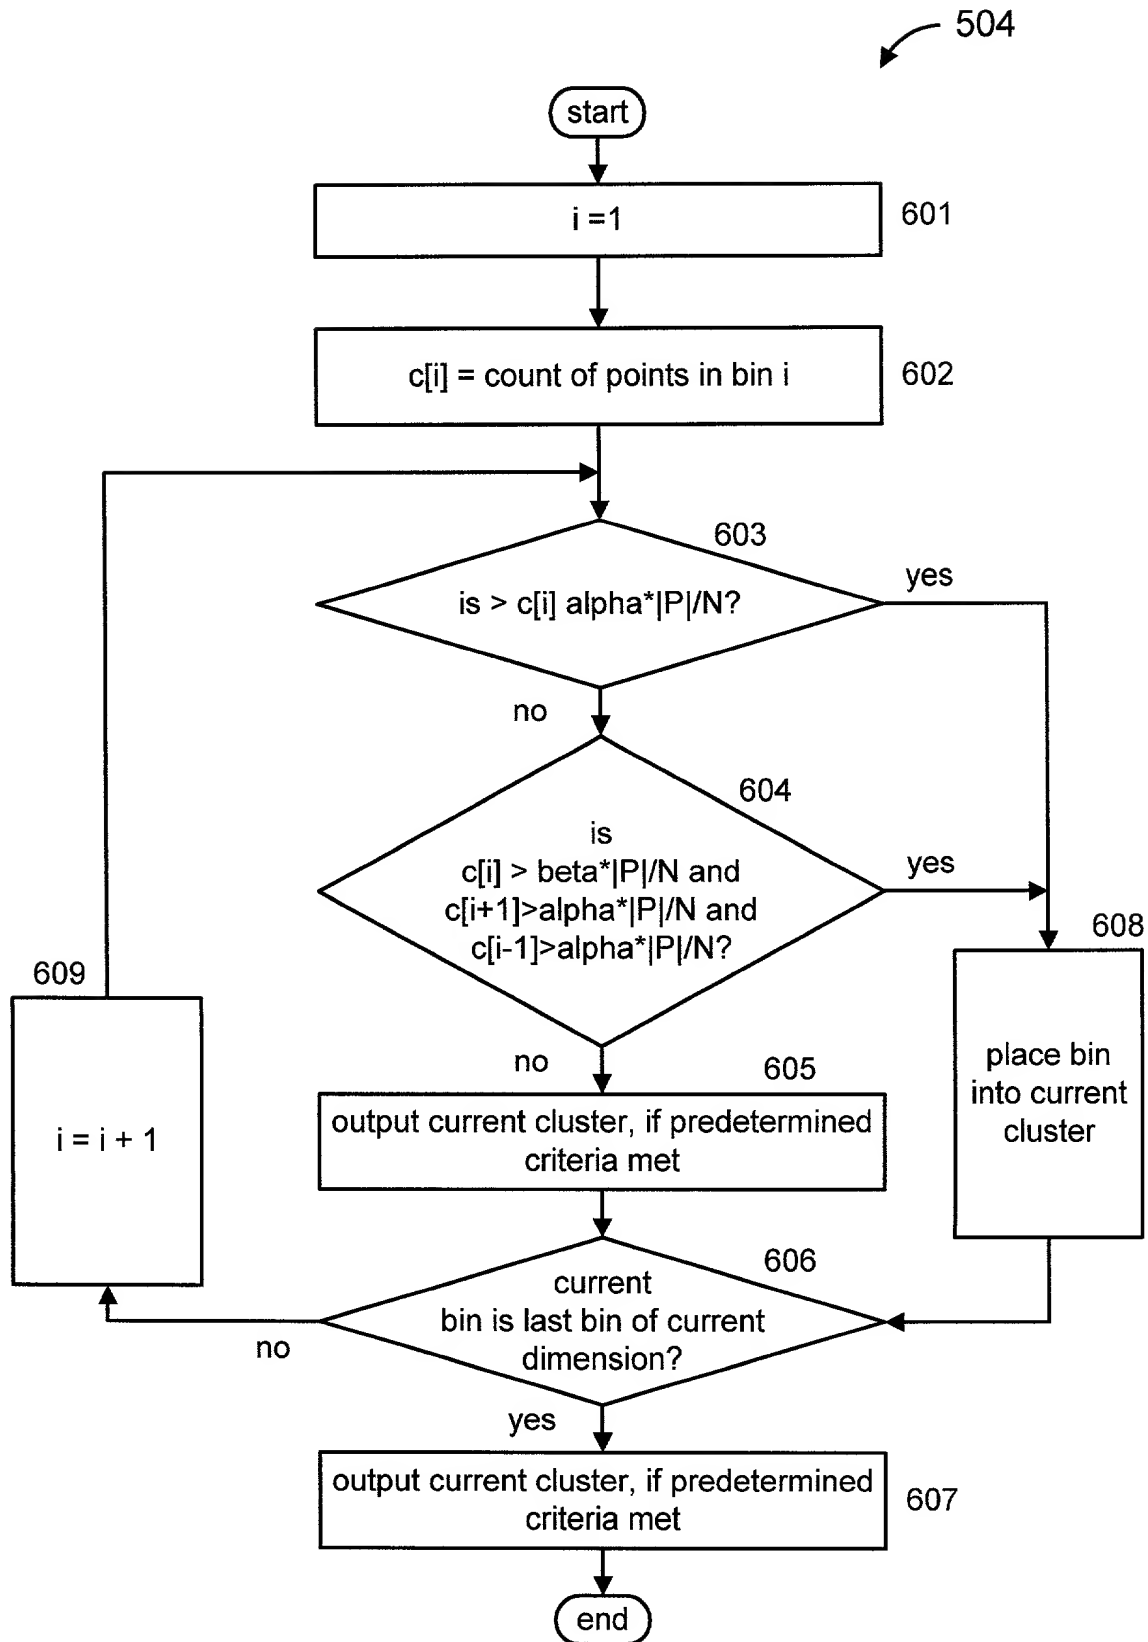 504
start
i =1
601
c[i] = count of points in bin i
602
603
is > c[i] alpha*|P|/N?
yes
no
604
is
c[i] > beta*|P|/N and
c[i+1]>alpha*|P|/N and
c[i-1]>alpha*|P|/N?
yes
608
609
place bin
into current
cluster
no
605
output current cluster, if predetermined
criteria met
i = i + 1
606
current
bin is last bin of current
dimension?
no
yes
output current cluster, if predetermined
criteria met
607
end